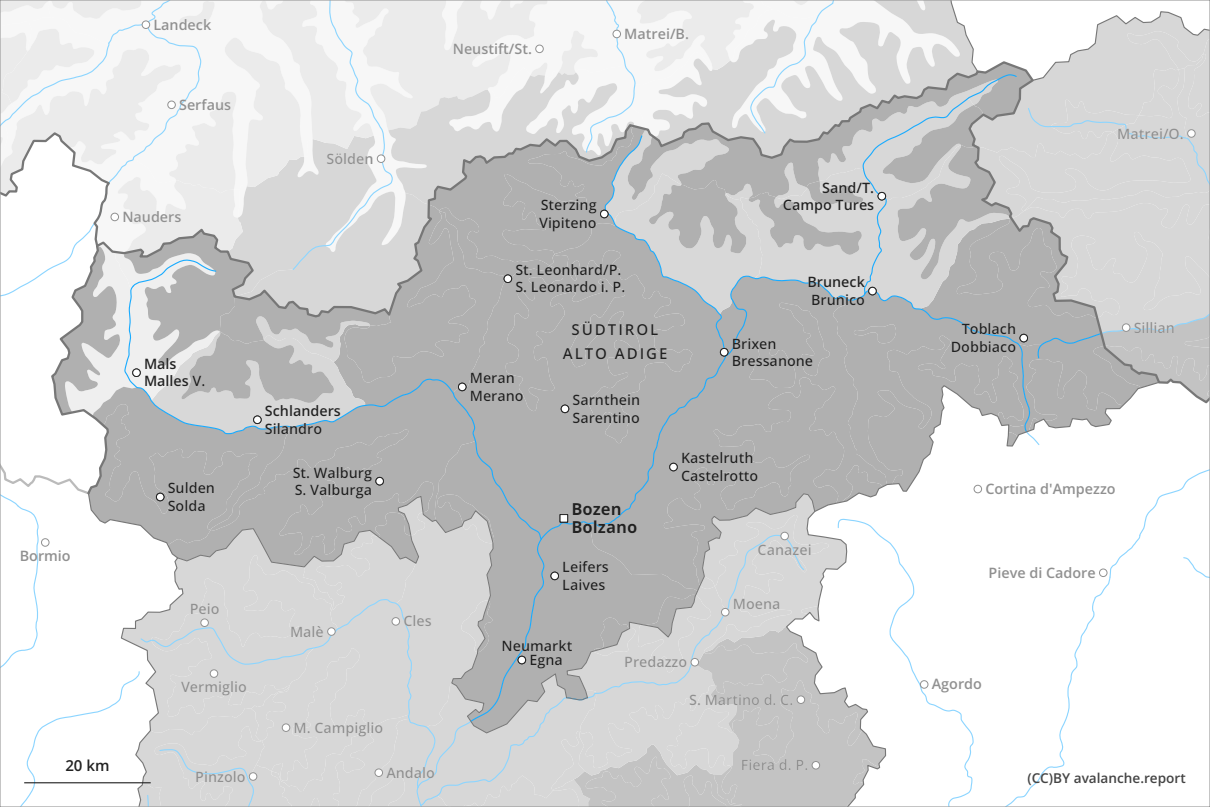 Landeck
Neustift/St.
Matrei/B.
Serfaus
Matrei/O.
Sölden
Nauders
Sand/T.
Campo Tures
Sterzing
Vipiteno
St. Leonhard/P.
S. Leonardo i. P.
Bruneck
Brunico
SÜDTIROL
ALTO ADIGE
Toblach
Dobbiaco
Sillian
Brixen
Bressanone
Mals
Malles V.
Meran
Merano
Sarnthein
Sarentino
Schlanders
Silandro
Kastelruth
Castelrotto
St. Walburg
S. Valburga
Sulden
Solda
Cortina d'Ampezzo
Bozen
Bolzano
Bormio
Canazei
Leifers
Laives
Pieve di Cadore
Peio
Moena
Malè
Cles
Neumarkt
Egna
Predazzo
Vermiglio
Agordo
S. Martino d. C.
M. Campiglio
Fiera d. P.
Pinzolo
Andalo
20 km
(CC)BY avalanche.report